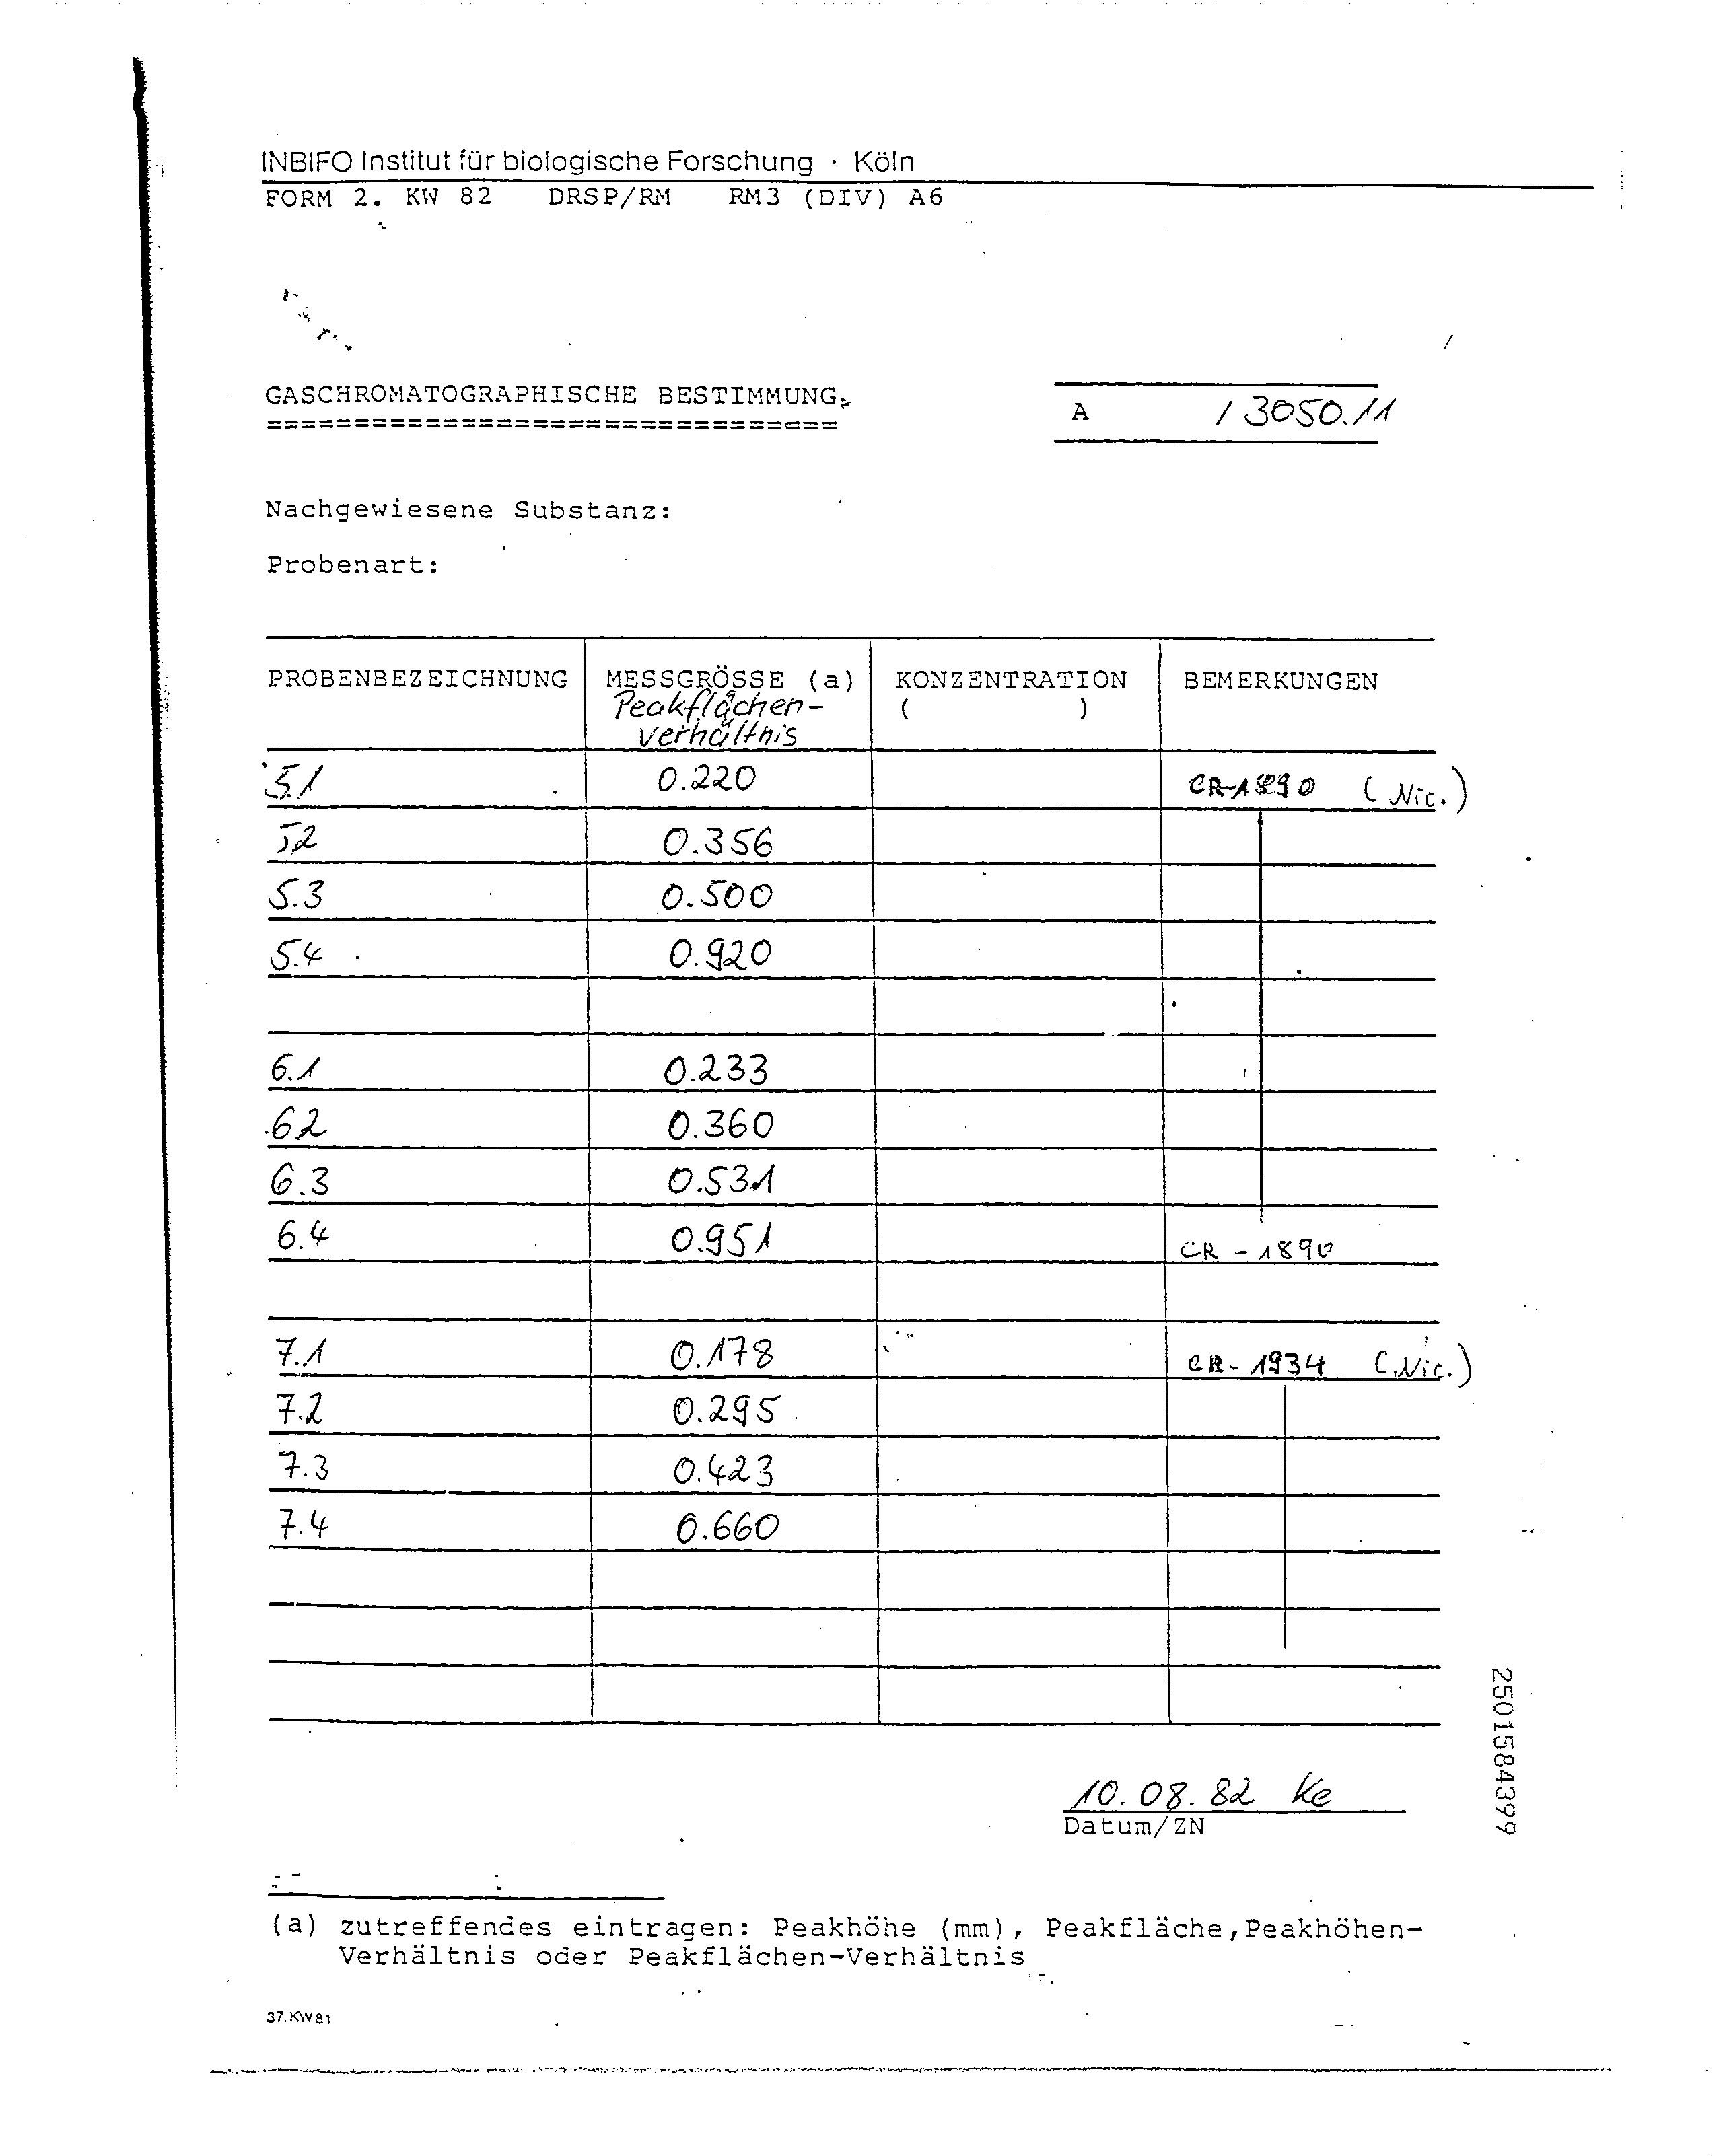 INBIFO Institut für biologische Forschung · Köln
FORM 2. KW 82 DRSP/RM RM3 (DIV) A6
GASCHROMATOGRAPHISCHE BESTIMMUNG
================================
A / 3050.11
Nachgewiesene Substanz:
Probenart:
PROBENBEZEICHNUNG MESSGRÖSSE (a) KONZENTRATION BEMERKUNGEN
Peakflächen- ( )
verhältnis
5.1 0.220 CR-1890 (Nic.)
5.2 0.356
5.3 0.500
5.4 0.920
6.1 0.233
6.2 0.360
6.3 0.531
6.4 0.951 CR - 1890
7.1 0.178 CR - 1934 (Nic.)
7.2 0.295
7.3 0.423
7.4 0.660
10.08.82 Ke
Datum/ZN
2501584399
(a) zutreffendes eintragen: Peakhöhe (mm), Peakfläche,Peakhöhen-
Verhältnis oder Peakflächen-Verhältnis
37.KW81